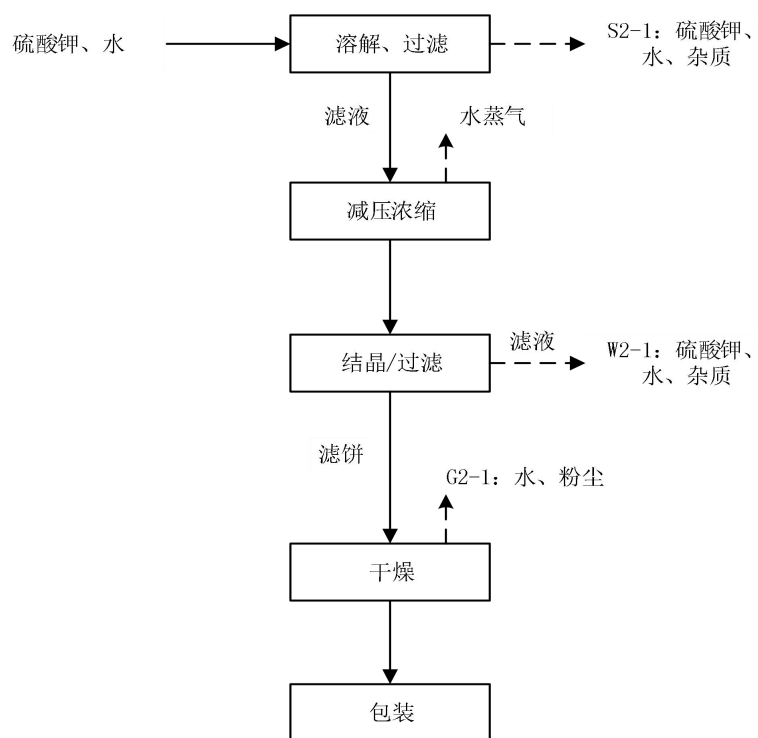 硫酸钾、水
溶解、过滤
S2-1：硫酸钾、
水、杂质
滤液
水蒸气
减压浓缩
结晶/过滤
滤液
W2-1：硫酸钾、
水、杂质
滤饼
G2-1：水、粉尘
干燥
包装